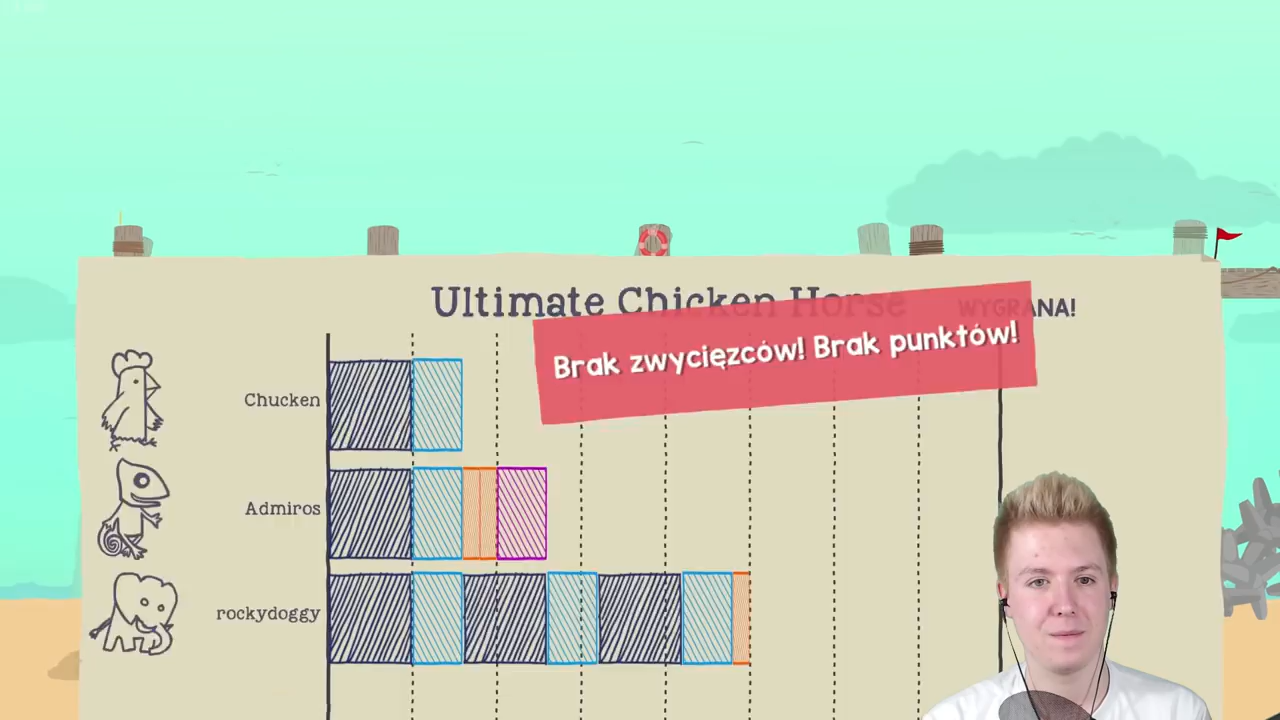 Ultimate Chicken Horse
WYGRANA!
Brak zwycięzców! Brak punktów!
Chucken
Admiros
rockydoggy